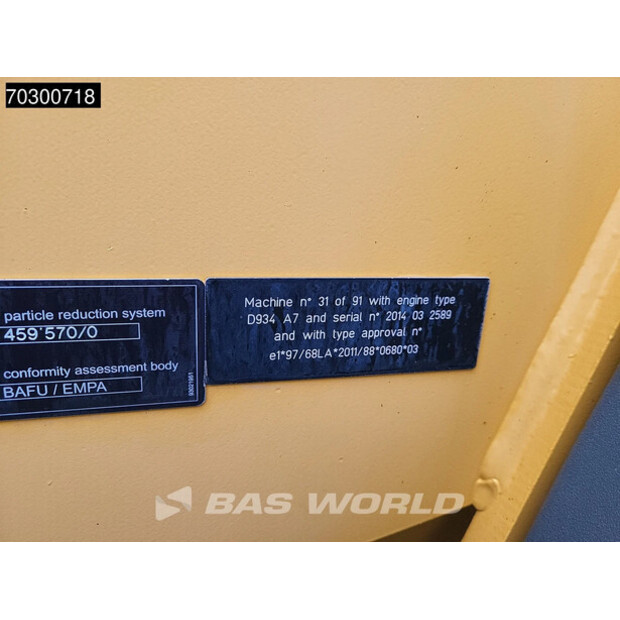 70300718
particle reduction system
459'570/0
conformity assessment body
BAFU / EMPA
93021951
Machine n° 31 of 91 with engine type
D934 A7 and serial n° 2014 03 2589
and with type approval n°
e1*97/68LA*2011/88*0680*03
BAS WORLD